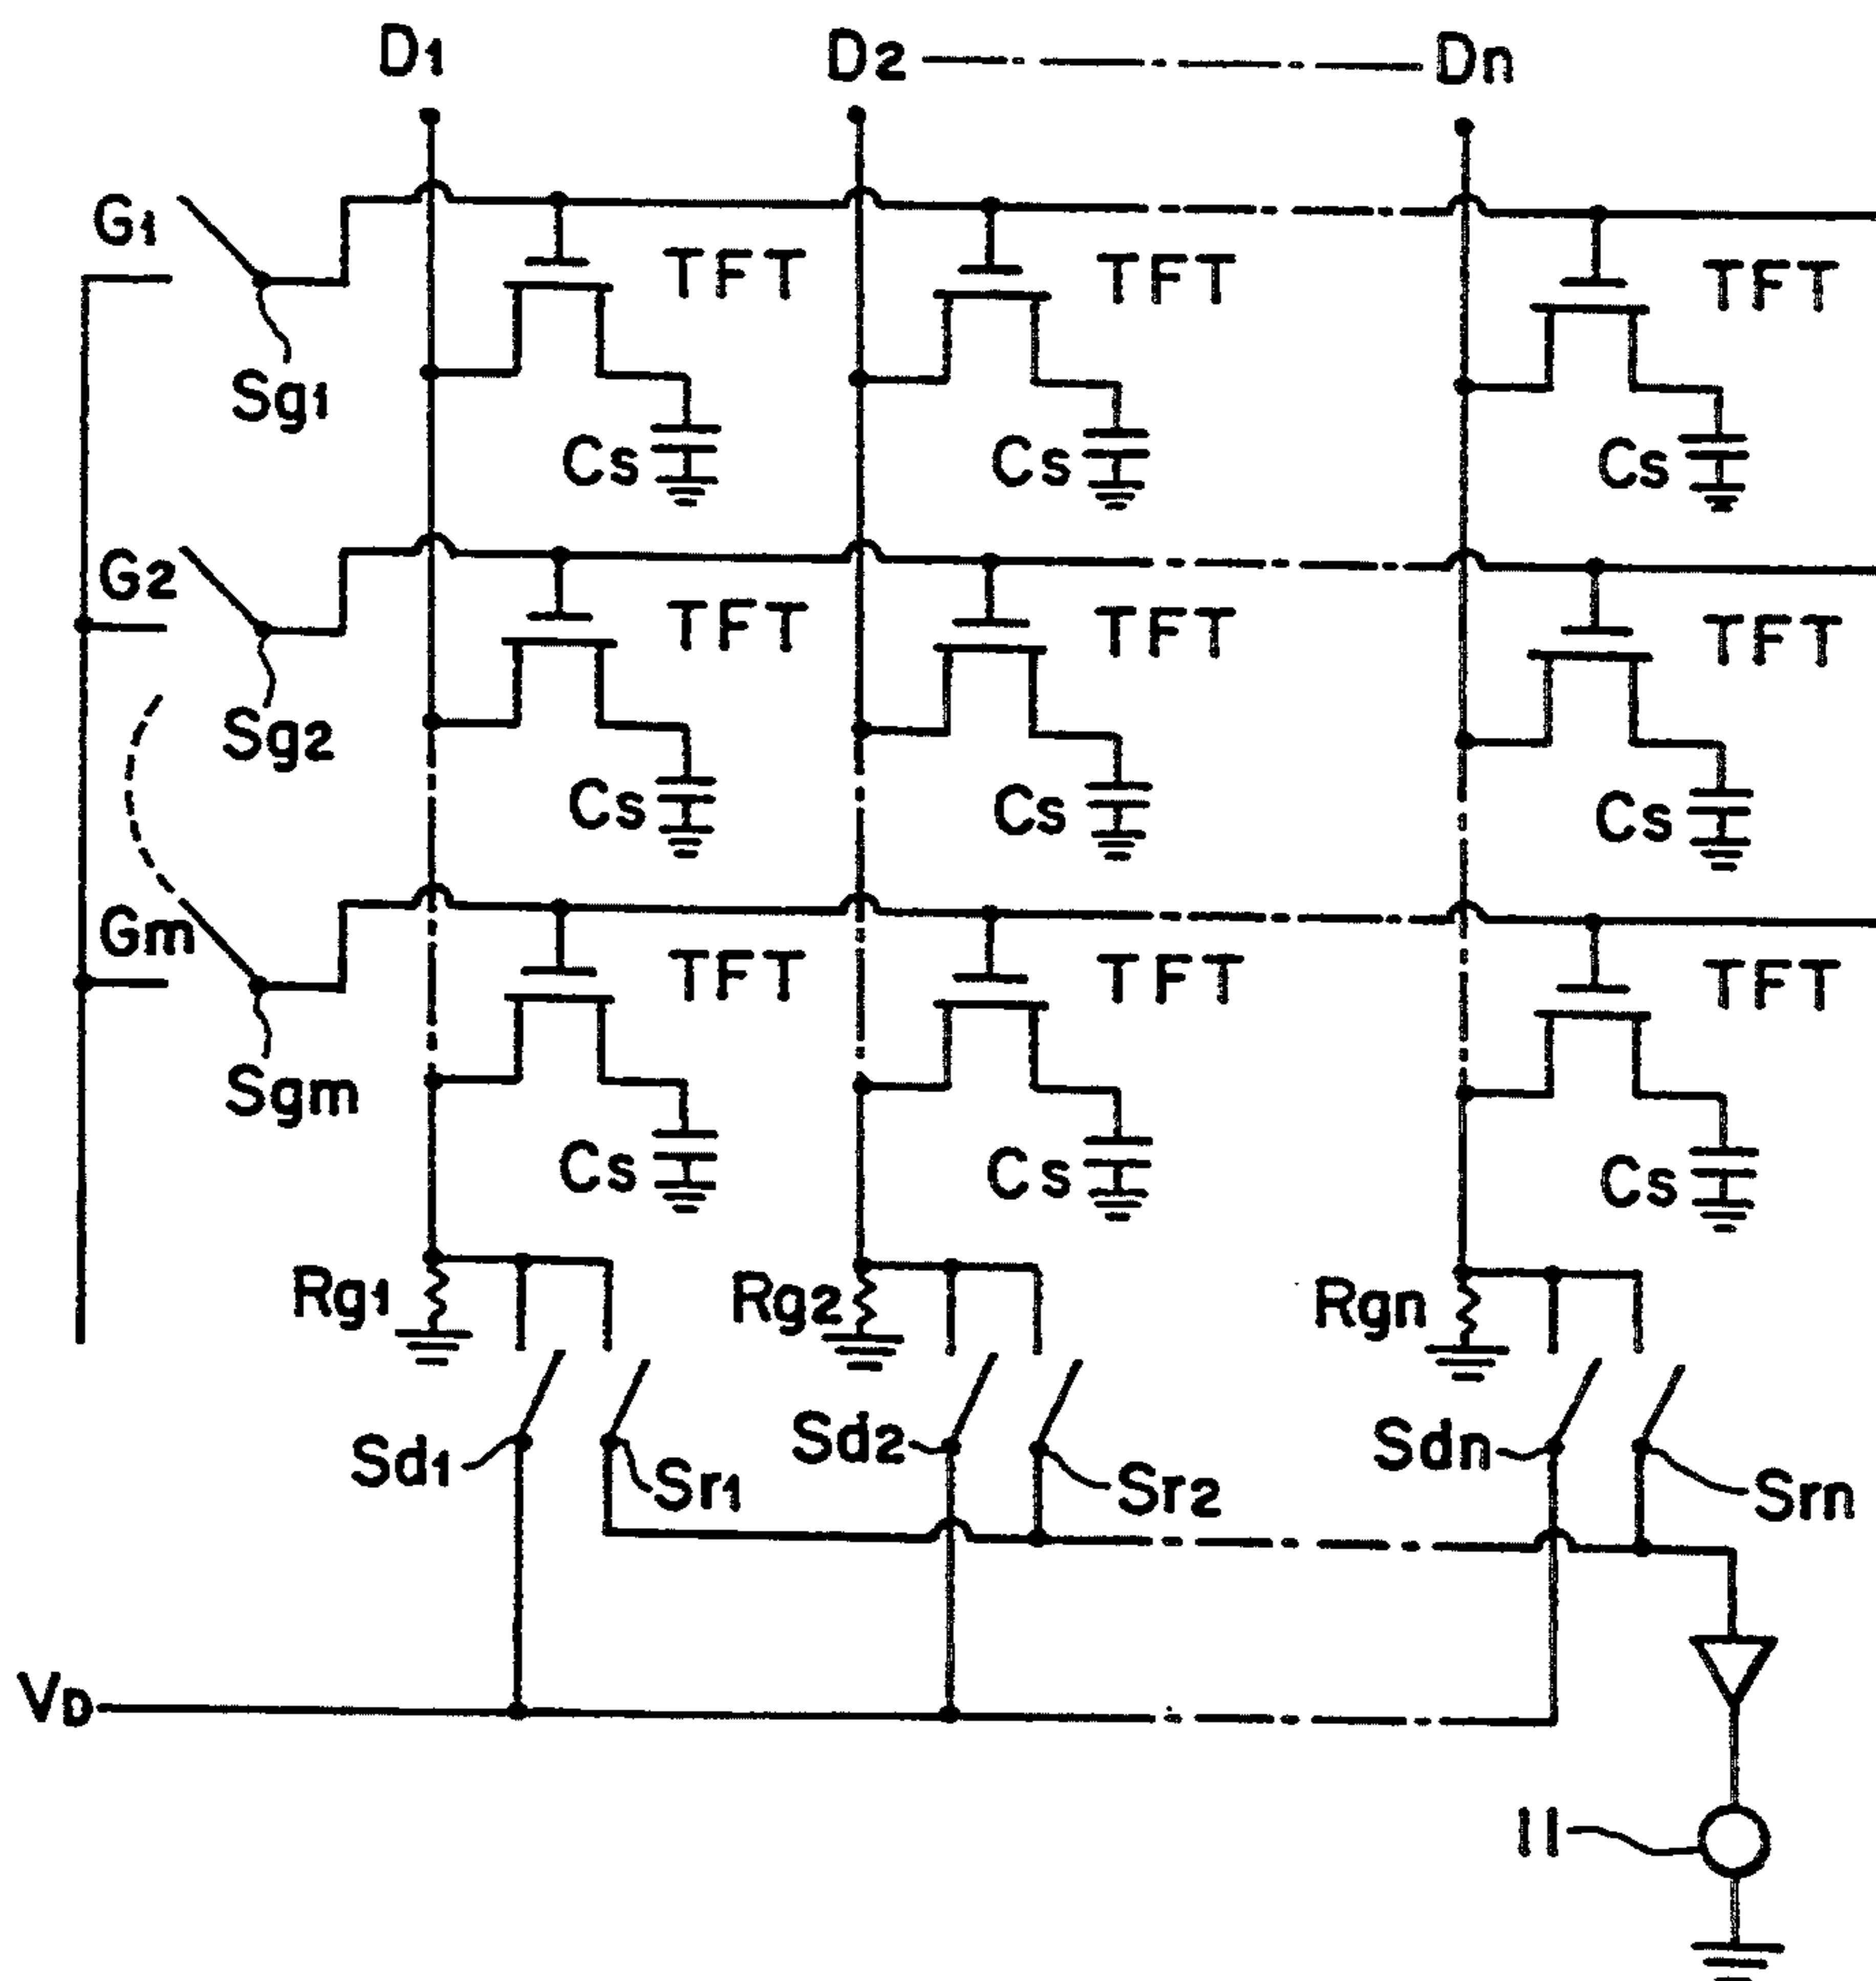 D1 D2 Dn
G1
TFT TFT TFT
Sg1
Cs Cs Cs
G2
TFT TFT TFT
Sg2
Cs Cs Cs
Gm
TFT TFT TFT
Sgm
Cs Cs Cs
Rg1 Rg2 Rgn
Sd1 Sr1 Sd2 Sr2 Sdn Srn
VD
11